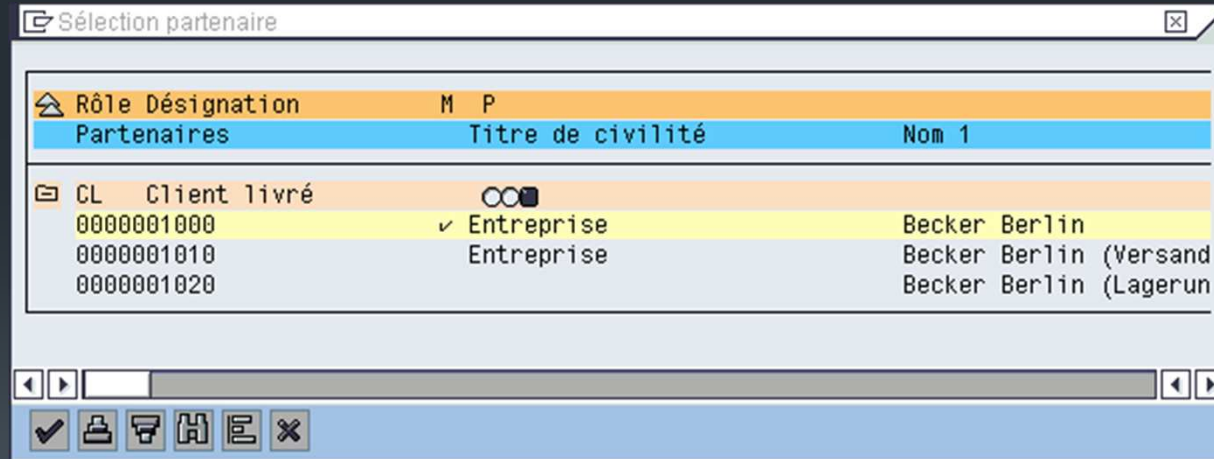 Sélection partenaire
Rôle Désignation M P
Partenaires Titre de civilité Nom 1
CL Client livré
0000001000 Entreprise Becker Berlin
0000001010 Entreprise Becker Berlin (Versand
0000001020 Becker Berlin (Lagerun